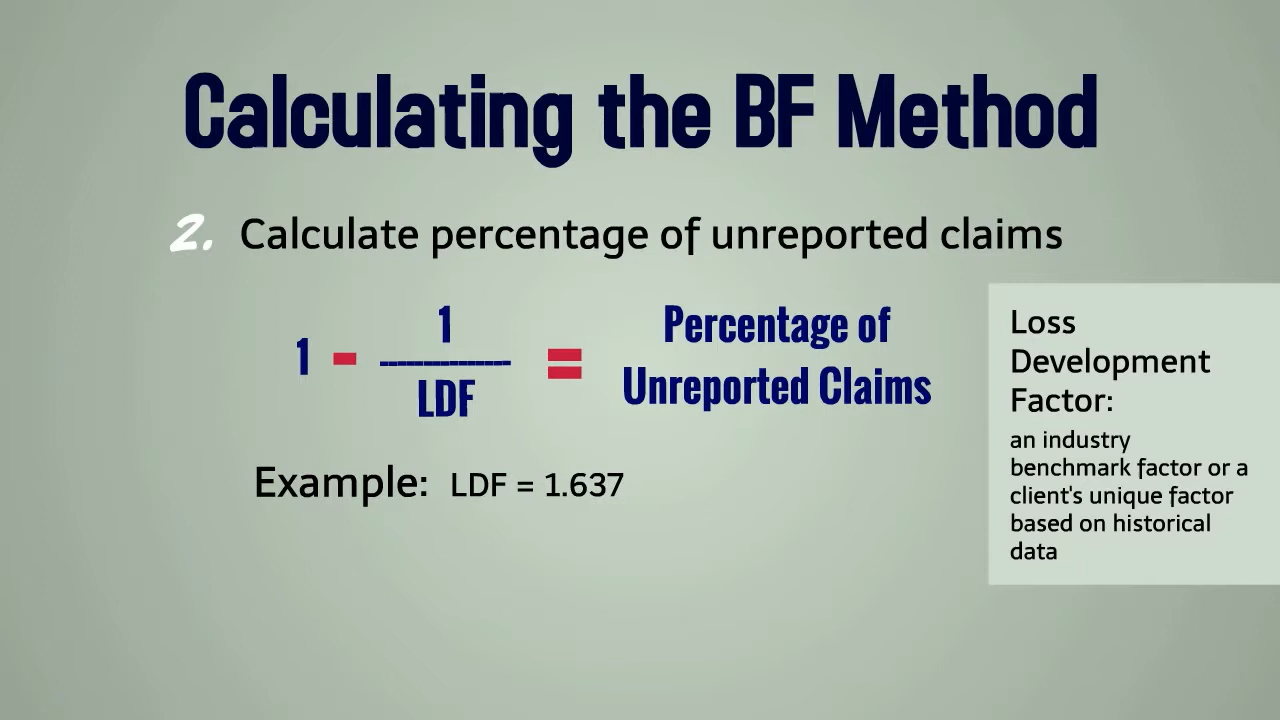 Calculating the BF Method
2. Calculate percentage of unreported claims
1 - 1 / LDF = Percentage of Unreported Claims
Example: LDF = 1.637
Loss
Development
Factor:
an industry
benchmark factor or a
client's unique factor
based on historical
data